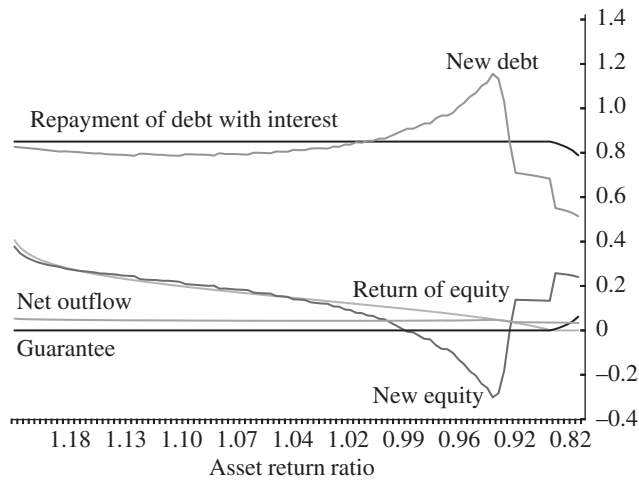 1.4
New debt
1.2
Repayment of debt with interest
1.0
0.8
0.6
0.4
Return of equity
0.2
Net outflow
0
Guarantee
New equity
–0.2
–0.4
1.18 1.13 1.10 1.07 1.04 1.02 0.99 0.96 0.92 0.82
Asset return ratio